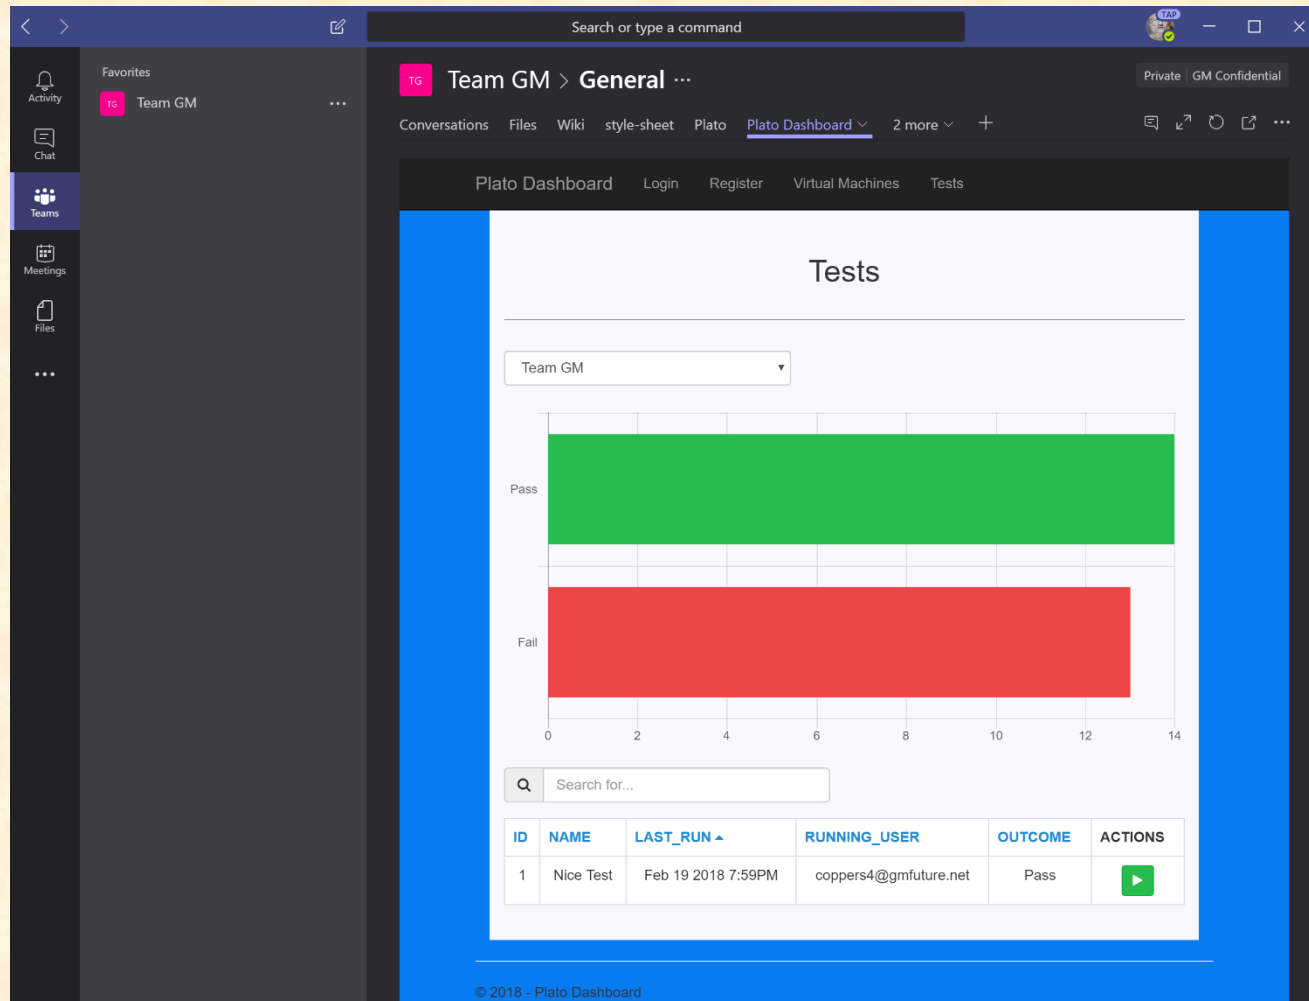 Search or type a command
TAP
Activity
Chat
Teams
Meetings
Files
Favorites
TG Team GM
TG Team GM > General
Private GM Confidential
Conversations Files Wiki style-sheet Plato Plato Dashboard 2 more
Plato Dashboard Login Register Virtual Machines Tests
Tests
Team GM
Pass
Fail
0 2 4 6 8 10 12 14
Search for...
ID NAME LAST_RUN RUNNING_USER OUTCOME ACTIONS
1 Nice Test Feb 19 2018 7:59PM coppers4@gmfuture.net Pass
© 2018 - Plato Dashboard